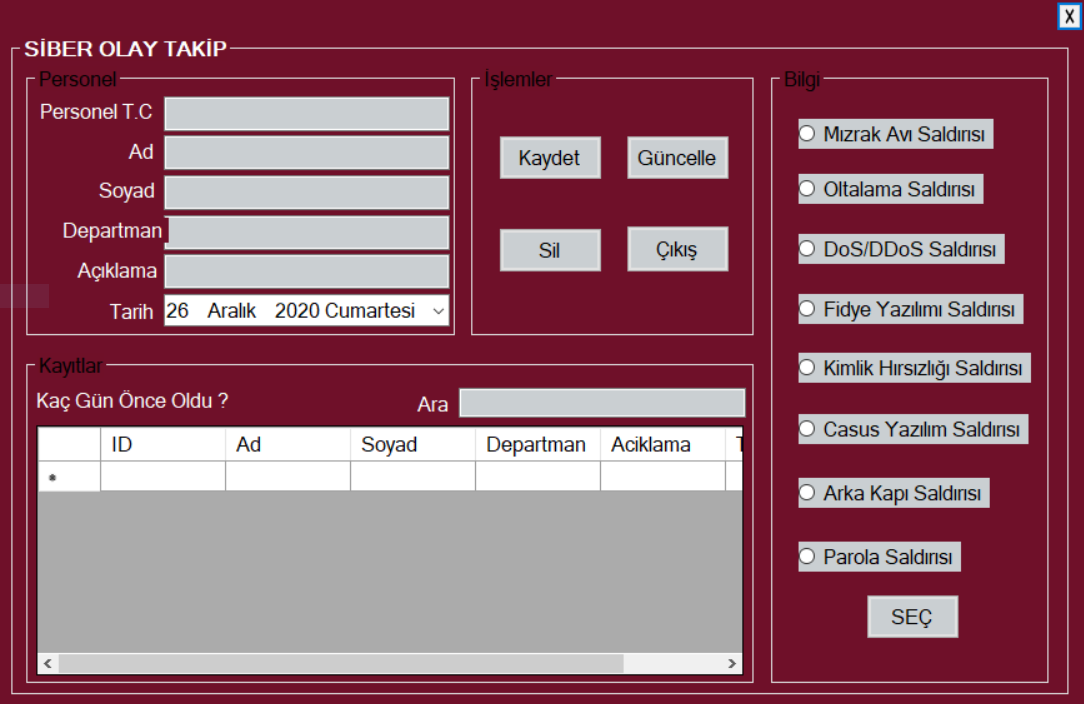 X
SİBER OLAY TAKİP
Personel
Personel T.C
Ad
Soyad
Departman
Açıklama
Tarih 26 Aralık 2020 Cumartesi
İşlemler
Kaydet Güncelle
Sil Çıkış
Bilgi
Mızrak Avı Saldırısı
Oltalama Saldırısı
DoS/DDoS Saldırısı
Fidye Yazılımı Saldırısı
Kimlik Hırsızlığı Saldırısı
Casus Yazılım Saldırısı
Arka Kapı Saldırısı
Parola Saldırısı
SEÇ
Kayıtlar
Kaç Gün Önce Oldu ? Ara
ID Ad Soyad Departman Aciklama
*